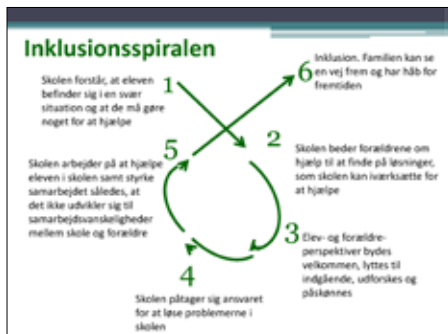 Inklusionsspiralen
1
Skolen forstår, at eleven
befinder sig i en svær
situation og at de må gøre
noget for at hjælpe
2
Skolen beder forældrene om
hjælp til at finde på løsninger,
som skolen kan iværksætte for
at hjælpe
3
Elev- og forældre-
perspektiver bydes
velkommen, lyttes til
indgående, udforskes og
påskønnes
4
Skolen påtager sig ansvaret
for at løse problemerne i
skolen
5
Skolen arbejder på at hjælpe
eleven i skolen samt styrke
samarbejdet således, at
det ikke udvikler sig til
samarbejdsvanskeligheder
mellem skole og forældre
6
Inklusion. Familien kan se
en vej frem og har håb for
fremtiden